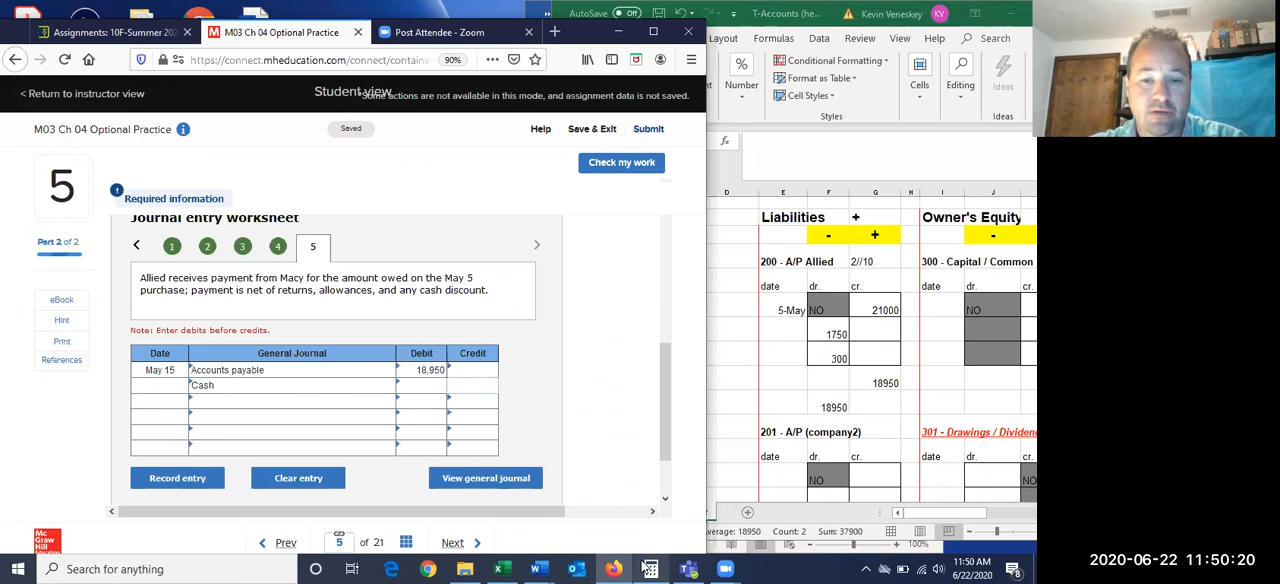 AutoSave Off T-Accounts (he... Kevin Veneskey KV
Assignments: 10F-Summer 202
M03 Ch 04 Optional Practice
Post Attendee - Zoom
Layout Formulas Data Review View Help Search
https://connect.mheducation.com/connect/containe
90%
Number
Conditional Formatting
Format as Table
Cell Styles
Styles
Cells
Editing
Ideas
Ideas
< Return to instructor view
Student view
*Some actions are not available in this mode, and assignment data is not saved.
M03 Ch 04 Optional Practice
Saved
Help Save & Exit Submit
Check my work
5
Required information
Part 2 of 2
eBook
Hint
Print
References
Journal entry worksheet
1 2 3 4 5
Allied receives payment from Macy for the amount owed on the May 5
purchase; payment is net of returns, allowances, and any cash discount.
Note: Enter debits before credits.
Date General Journal Debit Credit
May 15 Accounts payable 18,950
Cash
Record entry Clear entry View general journal
Mc
Graw
Hill
Education
Prev 5 of 21 Next
fx
D E F G H I J
Liabilities + Owner's Equity
- + -
200 - A/P Allied 2//10 300 - Capital / Common
date dr. cr. date dr.
5-May NO 21000 NO
1750
300
18950
18950
201 - A/P (company2) 301 - Drawings / Dividend
date dr. cr. date dr.
NO NO
verage: 18950 Count: 2 Sum: 37900
100%
Search for anything
11:50 AM
6/22/2020
8
2020-06-22 11:50:20